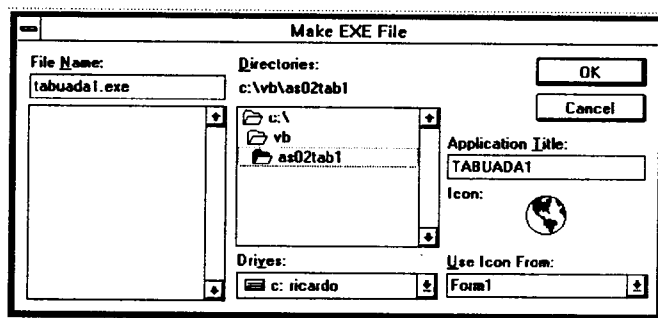 Make EXE File
File Name:
tabuada1.exe
Directories:
c:\vb\as02tab1
c:\
vb
as02tab1
Drives:
c: ricardo
OK
Cancel
Application Title:
TABUADA1
Icon:
Use Icon From:
Form1